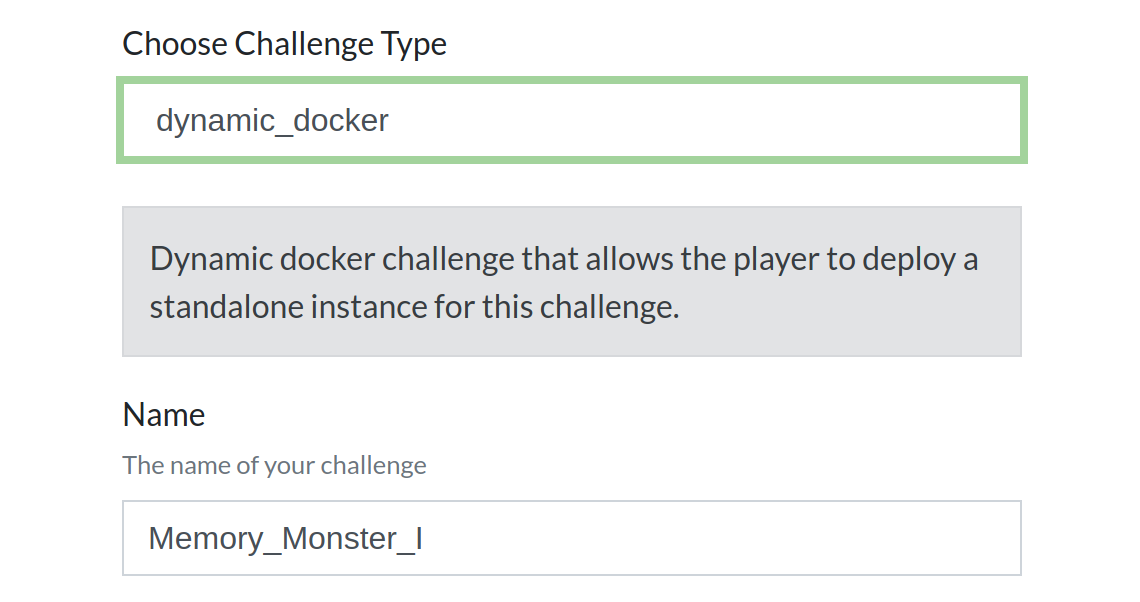 Choose Challenge Type
dynamic_docker
Dynamic docker challenge that allows the player to deploy a
standalone instance for this challenge.
Name
The name of your challenge
Memory_Monster_I